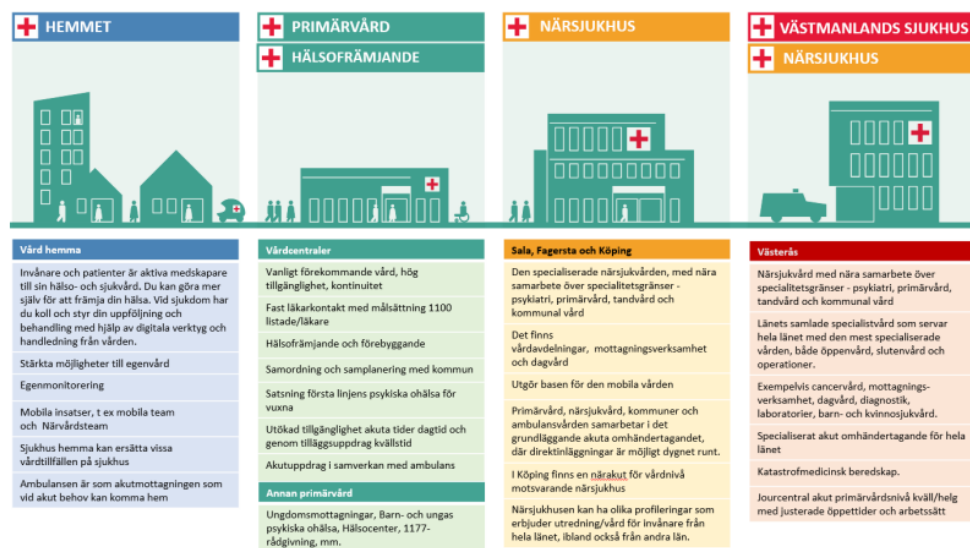 HEMMET
Vård hemma
Invånare och patienter är aktiva medskapare
till sin hälso- och sjukvård. Du kan göra mer
själv för att främja din hälsa. Vid sjukdom har
du koll och styr din uppföljning och
behandling med hjälp av digitala verktyg och
handledning från vården.
Stärkta möjligheter till egenvård
Egenmonitorering
Mobila insatser, t ex mobila team
och Närvårdsteam
Sjukhus hemma kan ersätta vissa
vårdtillfällen på sjukhus
Ambulansen är som akutmottagningen som
vid akut behov kan komma hem
PRIMÄRVÅRD
HÄLSOFRÄMJANDE
Vårdcentraler
Vanligt förekommande vård, hög
tillgänglighet, kontinuitet
Fast läkarkontakt med målsättning 1100
listade/läkare
Hälsofrämjande och förebyggande
Samordning och samplanering med kommun
Satsning första linjens psykiska ohälsa för
vuxna
Utökad tillgänglighet akuta tider dagtid och
genom tilläggsuppdrag kvällstid
Akutuppdrag i samverkan med ambulans
Annan primärvård
Ungdomsmottagningar, Barn- och ungas
psykiska ohälsa, Hälsocenter, 1177-
rådgivning, mm.
NÄRSJUKHUS
Sala, Fagersta och Köping
Den specialiserade närsjukvården, med nära
samarbete över specialitetsgränser -
psykiatri, primärvård, tandvård och
kommunal vård
Det finns
vårdavdelningar, mottagningsverksamhet
och dagvård
Utgör basen för den mobila vården
Primärvård, närsjukvård, kommuner och
ambulansvården samarbetar i det
grundläggande akuta omhändertagandet,
där direktinläggningar är möjligt dygnet runt.
I Köping finns en närakut för vårdnivå
motsvarande närsjukhus
Närsjukhusen kan ha olika profileringar som
erbjuder utredning/vård för invånare från
hela länet, ibland också från andra län.
VÄSTMANLANDS SJUKHUS
NÄRSJUKHUS
Västerås
Närsjukvård med nära samarbete över
specialitetsgränser - psykiatri, primärvård,
tandvård och kommunal vård
Länets samlade specialistvård som servar
hela länet med den mest specialiserade
vården, både öppenvård, slutenvård och
operationer.
Exempelvis cancervård, mottagnings-
verksamhet, dagvård, diagnostik,
laboratorier, barn- och kvinnosjukvård.
Specialiserat akut omhändertagande för hela
länet
Katastrofmedicinsk beredskap.
Jourcentral akut primärvårdsnivå kväll/helg
med justerade öppettider och arbetssätt